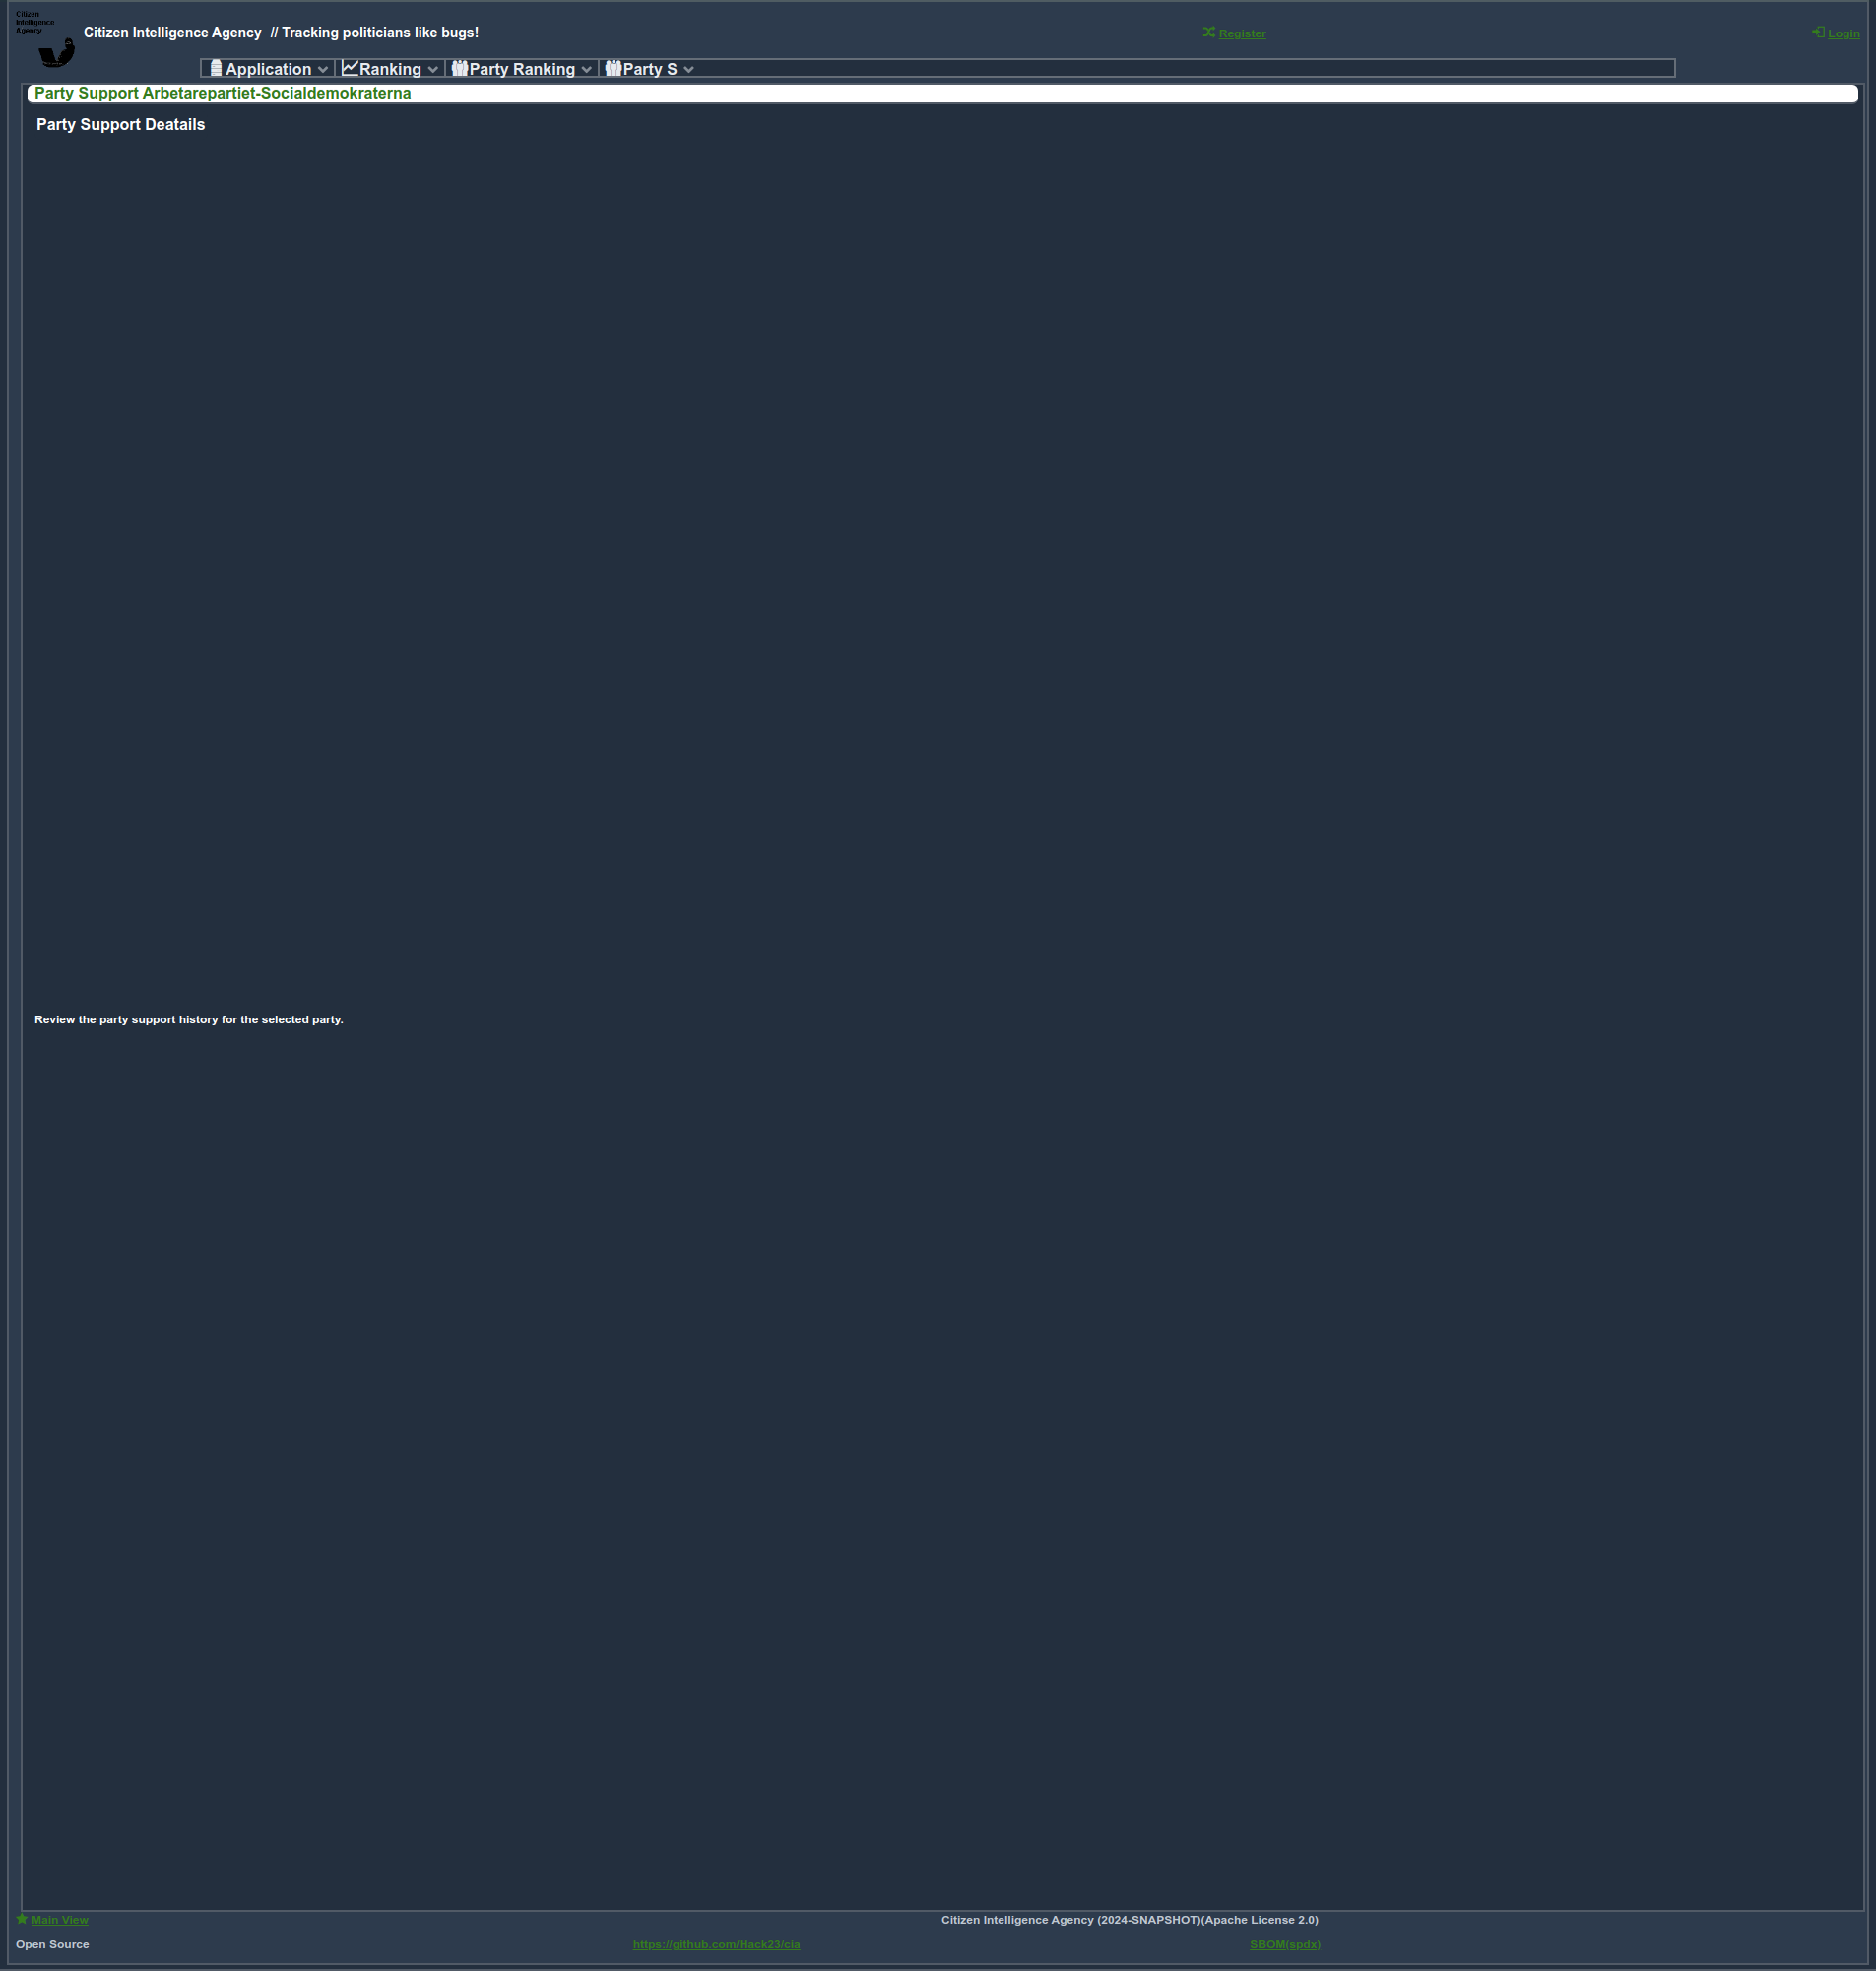 Citizen
Intelligence
Agency
Citizen Intelligence Agency // Tracking politicians like bugs!
Register
Login
Application
Ranking
Party Ranking
Party S
Party Support Arbetarepartiet-Socialdemokraterna
Party Support Deatails
Review the party support history for the selected party.
Main View
Citizen Intelligence Agency (2024-SNAPSHOT)(Apache License 2.0)
Open Source
https://github.com/Hack23/cia
SBOM(spdx)